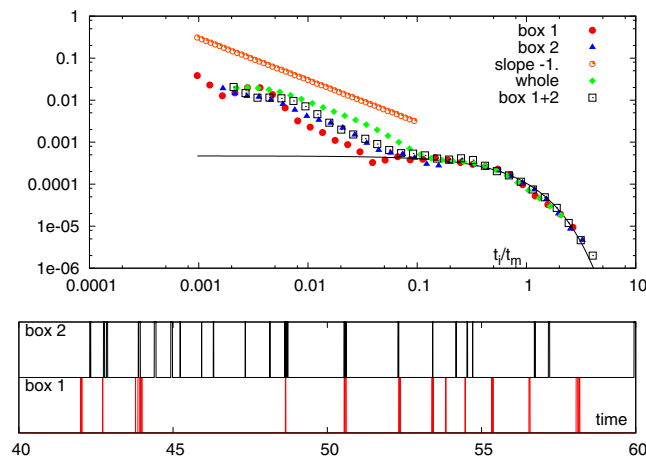 1
0.1
0.01
0.001
0.0001
1e-05
1e-06
0.0001 0.001 0.01 0.1 1 10
box 1
box 2
slope -1.
whole
box 1+2
t_i/t_m
box 2
box 1
time
40 45 50 55 60